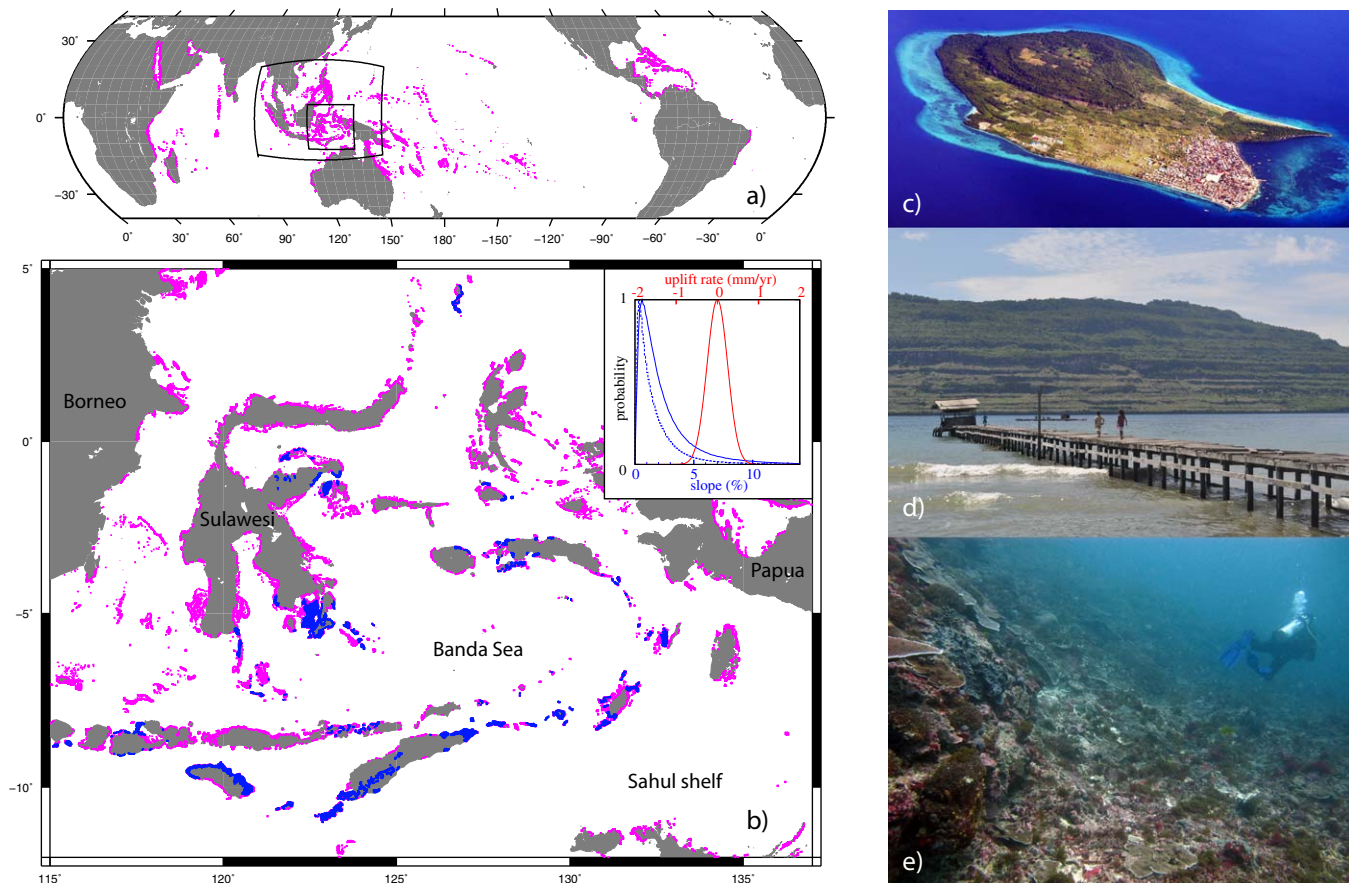 30°
0°
−30°
a)
0° 30° 60° 90° 120° 150° 180° −150° −120° −90° −60° −30° 0°
5°
0°
−5°
−10°
115° 120° 125° 130° 135°
Borneo
Sulawesi
Papua
Banda Sea
Sahul shelf
b)
uplift rate (mm/yr)
-2 -1 0 1 2
1
probability
0
0 5 10
slope (%)
c)
d)
e)